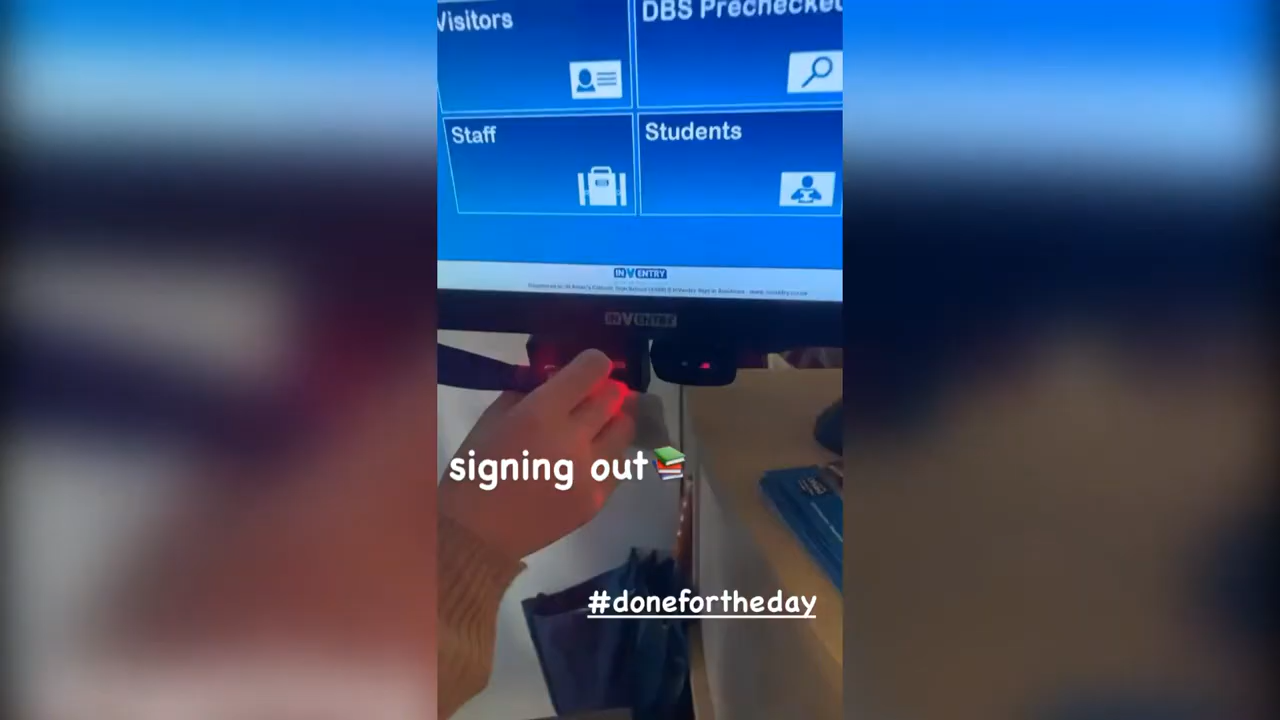 Visitors
DBS Prechecked
Staff
Students
INVENTRY
INVENTRY
signing out
#donefortheday